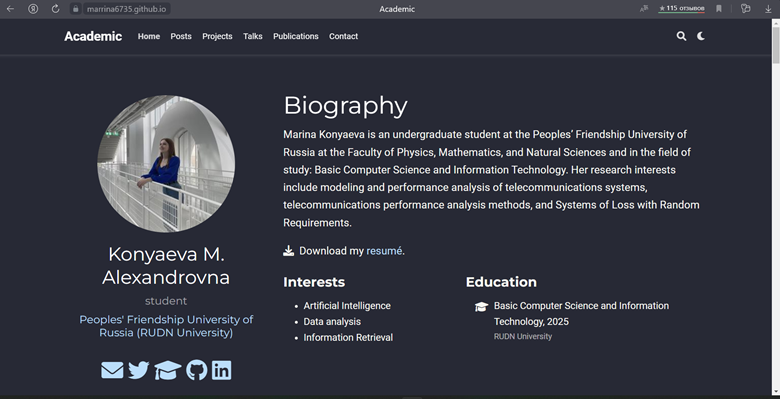 marrina6735.github.io
Academic
★ 115 отзывов
Academic
Home Posts Projects Talks Publications Contact
Biography
Marina Konyaeva is an undergraduate student at the Peoples' Friendship University of
Russia at the Faculty of Physics, Mathematics, and Natural Sciences and in the field of
study: Basic Computer Science and Information Technology. Her research interests
include modeling and performance analysis of telecommunications systems,
telecommunications performance analysis methods, and Systems of Loss with Random
Requirements.
Download my resumé.
Konyaeva M.
Alexandrovna
student
Peoples' Friendship University of
Russia (RUDN University)
Interests
• Artificial Intelligence
• Data analysis
• Information Retrieval
Education
Basic Computer Science and Information
Technology, 2025
RUDN University